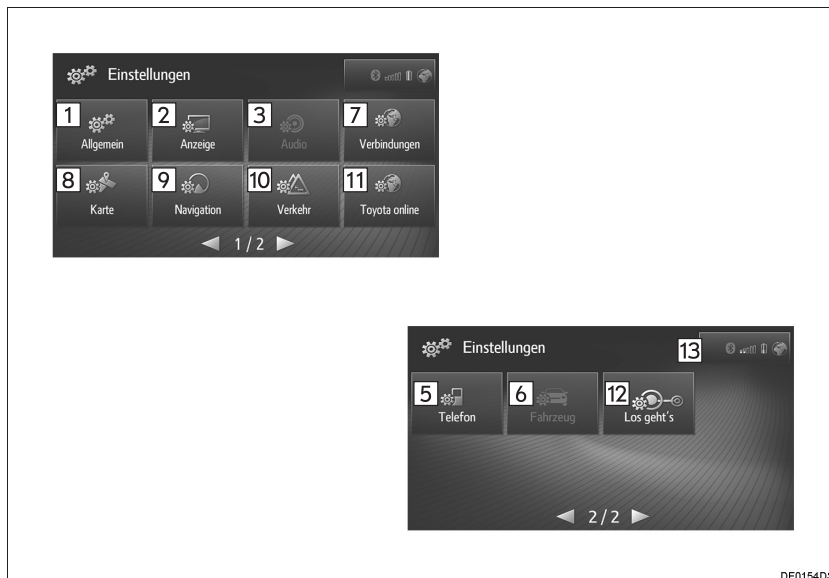 Einstellungen
1 2 3 7
Allgemein Anzeige Audio Verbindungen
8 9 10 11
Karte Navigation Verkehr Toyota online
1 / 2
Einstellungen 13
5 6 12
Telefon Fahrzeug Los geht's
2 / 2